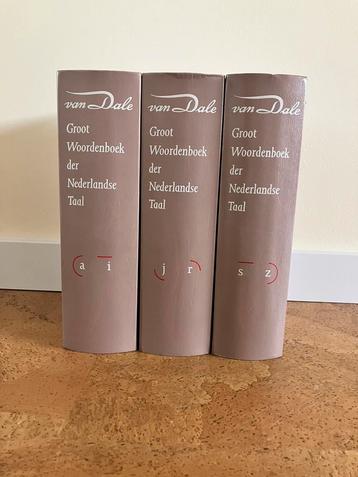 van Dale
Groot
Woordenboek
der
Nederlandse
Taal
a i
van Dale
Groot
Woordenboek
der
Nederlandse
Taal
j r
van Dale
Groot
Woordenboek
der
Nederlandse
Taal
s z